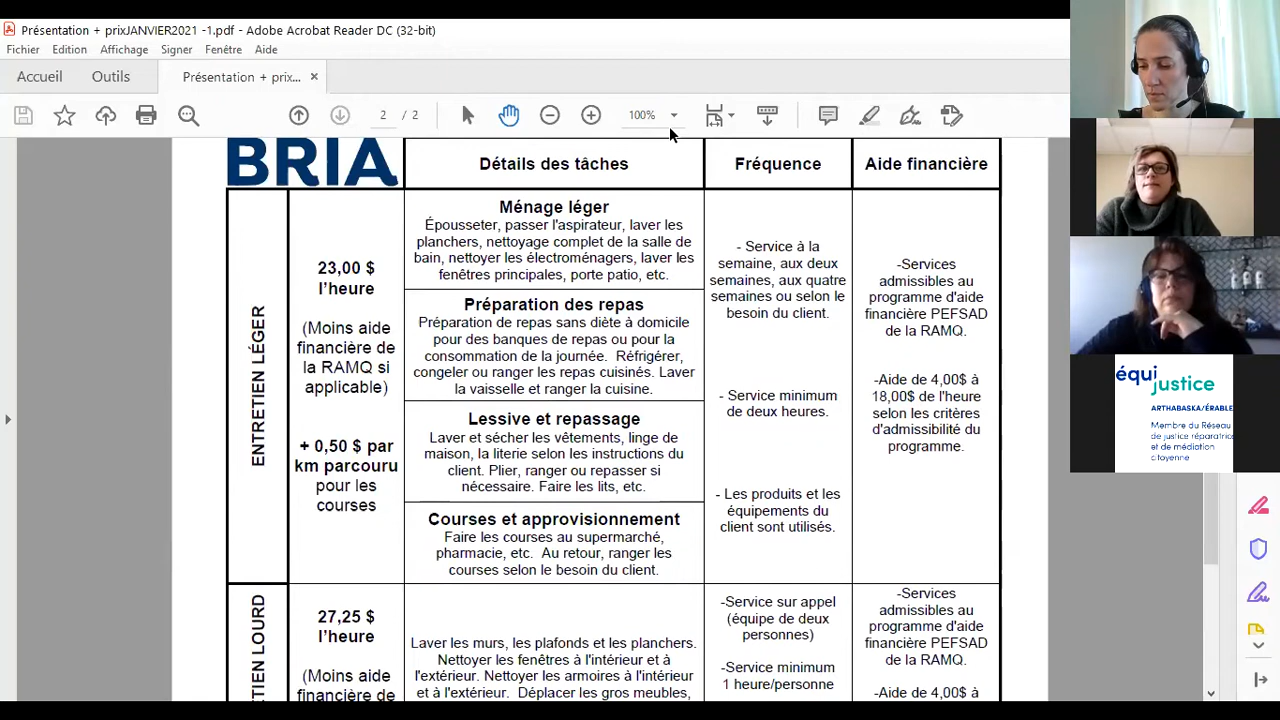 Présentation + prixJANVIER2021 -1.pdf - Adobe Acrobat Reader DC (32-bit)
Fichier Edition Affichage Signer Fenêtre Aide
Accueil Outils Présentation + prix... ×
2 / 2 100%
BRIA
Détails des tâches
Fréquence
Aide financière
ENTRETIEN LÉGER
23,00 $
l'heure
(Moins aide
financière de
la RAMQ si
applicable)
+ 0,50 $ par
km parcouru
pour les
courses
Ménage léger
Épousseter, passer l'aspirateur, laver les
planchers, nettoyage complet de la salle de
bain, nettoyer les électroménagers, laver les
fenêtres principales, porte patio, etc.
Préparation des repas
Préparation de repas sans diète à domicile
pour des banques de repas ou pour la
consommation de la journée. Réfrigérer,
congeler ou ranger les repas cuisinés. Laver
la vaisselle et ranger la cuisine.
Lessive et repassage
Laver et sécher les vêtements, linge de
maison, la literie selon les instructions du
client. Plier, ranger ou repasser si
nécessaire. Faire les lits, etc.
Courses et approvisionnement
Faire les courses au supermarché,
pharmacie, etc. Au retour, ranger les
courses selon le besoin du client.
- Service à la
semaine, aux deux
semaines, aux quatre
semaines ou selon le
besoin du client.
- Service minimum
de deux heures.
- Les produits et les
équipements du
client sont utilisés.
-Services
admissibles au
programme d'aide
financière PEFSAD
de la RAMQ.
-Aide de 4,00$ à
18,00$ de l'heure
selon les critères
d'admissibilité du
programme.
TIEN LOURD
27,25 $
l'heure
(Moins aide
financière de
Laver les murs, les plafonds et les planchers.
Nettoyer les fenêtres à l'intérieur et à
l'extérieur. Nettoyer les armoires à l'intérieur
et à l'extérieur. Déplacer les gros meubles,
-Service sur appel
(équipe de deux
personnes)
-Service minimum
1 heure/personne
-Services
admissibles au
programme d'aide
financière PEFSAD
de la RAMQ.
-Aide de 4,00$ à
équi
justice
ARTHABASKA/ÉRABLE
Membre du Réseau
de justice réparatrice
et de médiation
citoyenne